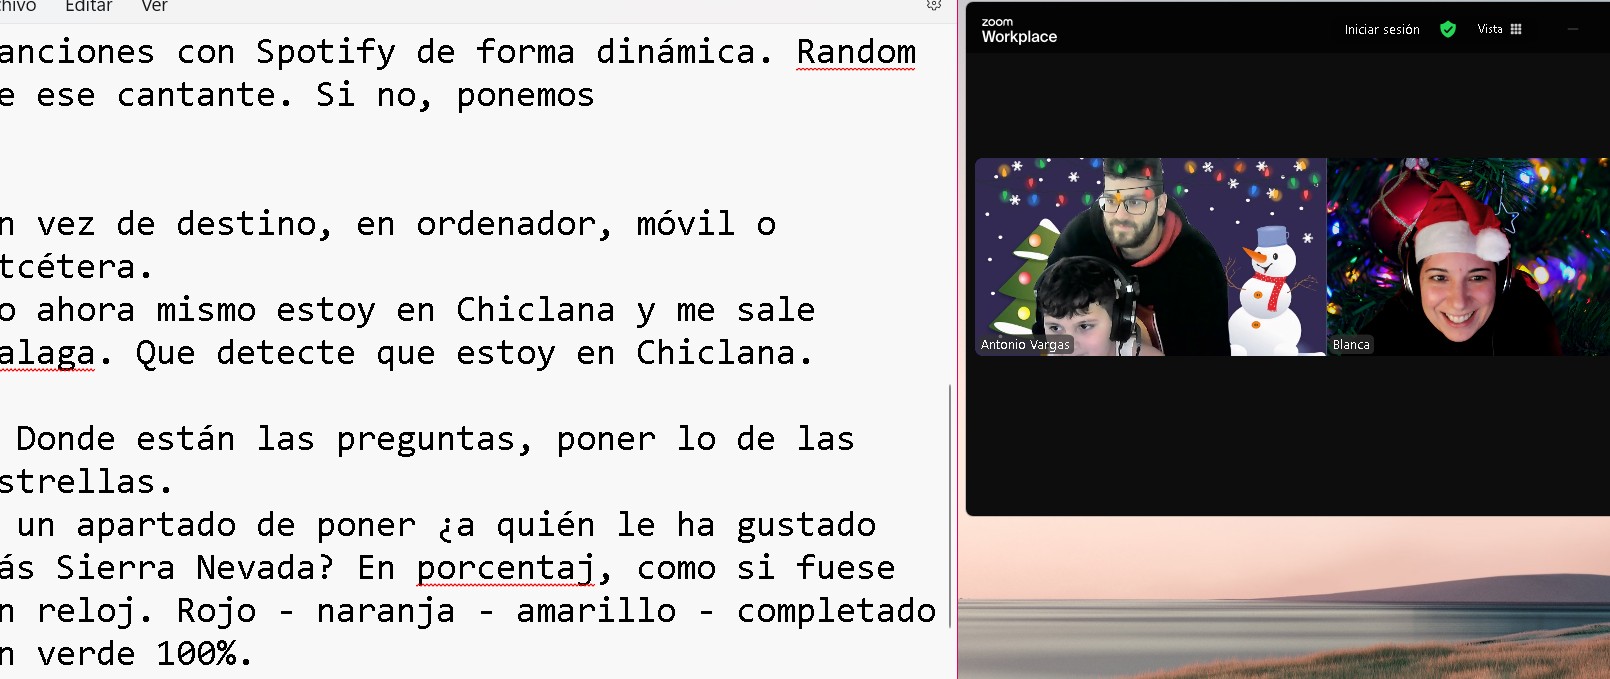 chivo Editar Ver
anciones con Spotify de forma dinámica. Random
e ese cantante. Si no, ponemos
n vez de destino, en ordenador, móvil o
tcétera.
o ahora mismo estoy en Chiclana y me sale
alaga. Que detecte que estoy en Chiclana.
Donde están las preguntas, poner lo de las
strellas.
un apartado de poner ¿a quién le ha gustado
ás Sierra Nevada? En porcentaj, como si fuese
n reloj. Rojo - naranja - amarillo - completado
n verde 100%.
zoom
Workplace
Iniciar sesión
Vista
Antonio Vargas
Blanca